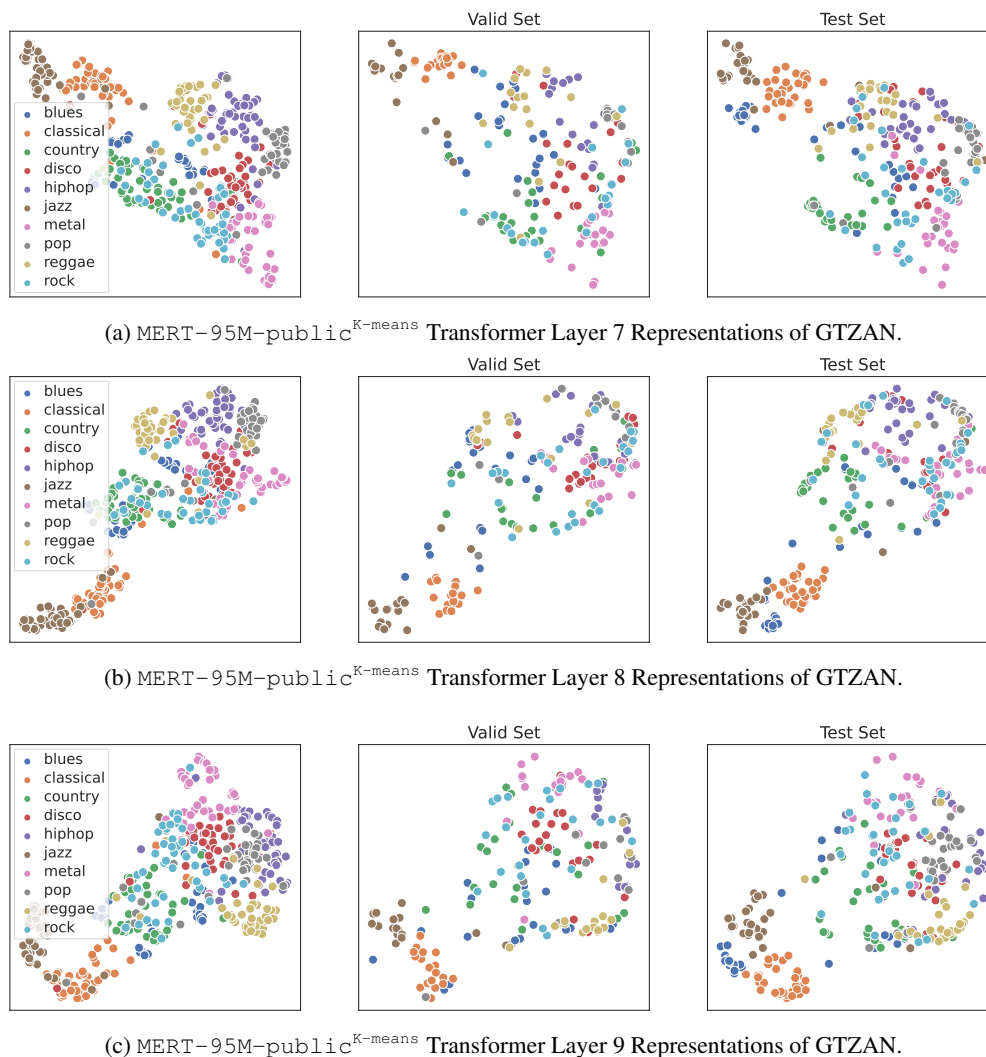 Valid Set
Test Set
blues
classical
country
disco
hiphop
jazz
metal
pop
reggae
rock
(a) MERT-95M-public^K-means Transformer Layer 7 Representations of GTZAN.
Valid Set
Test Set
blues
classical
country
disco
hiphop
jazz
metal
pop
reggae
rock
(b) MERT-95M-public^K-means Transformer Layer 8 Representations of GTZAN.
Valid Set
Test Set
blues
classical
country
disco
hiphop
jazz
metal
pop
reggae
rock
(c) MERT-95M-public^K-means Transformer Layer 9 Representations of GTZAN.